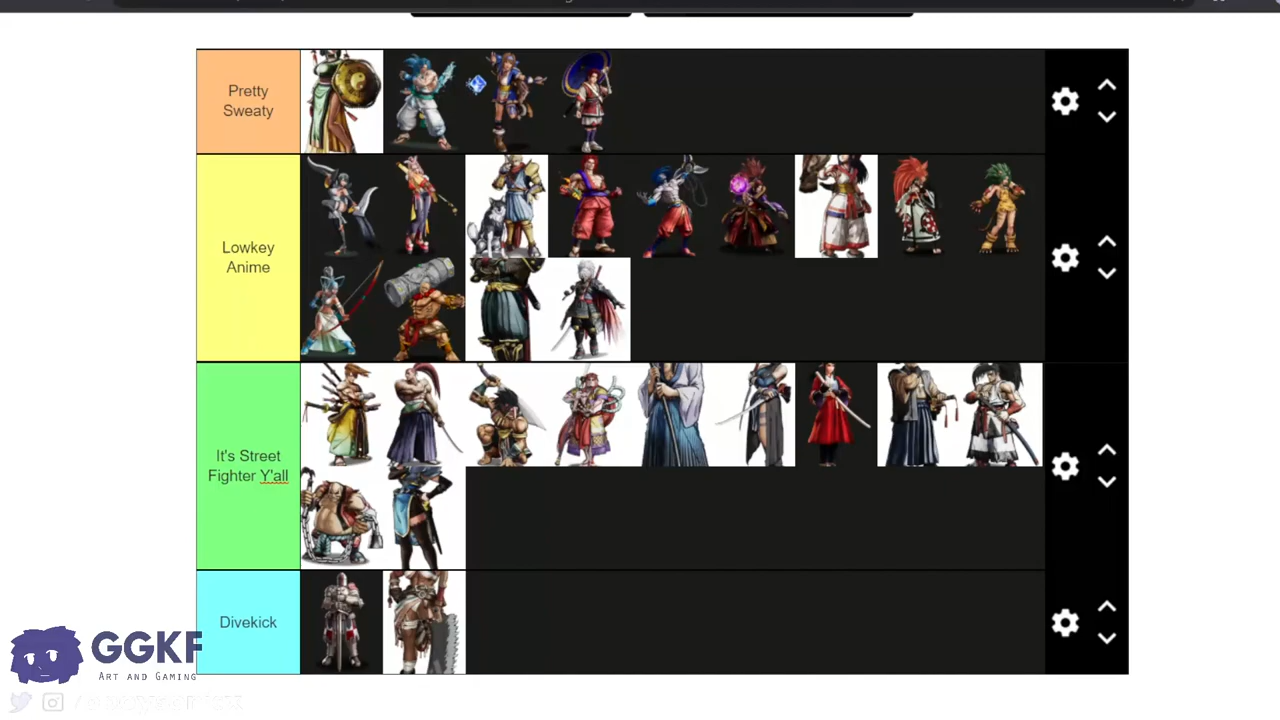 Pretty
Sweaty
Lowkey
Anime
It's Street
Fighter Y'all
Divekick
GGKF
ART AND GAMING